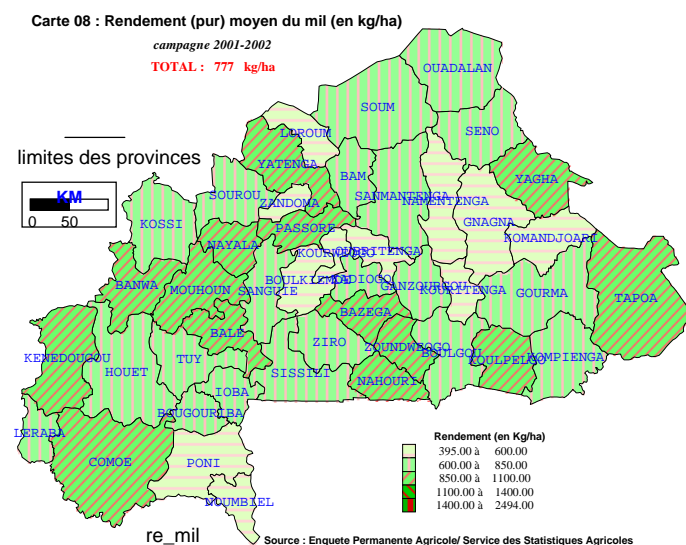 Carte 08 : Rendement (pur) moyen du mil (en kg/ha)
campagne 2001-2002
TOTAL : 777 kg/ha
OUADALAN
SOUM
LOROUM
SENO
limites des provinces
YATENGA
BAM
YAGHA
KM
0 50
SOUROU
ZANDOMA
SANMANTENGA
NAMENTENGA
KOSSI
PASSORE
GNAGNA
KOMANDJOARI
NAYALA
KOURWEOGO
OUBRITENGA
BANWA
MOUHOUN
SANGUIE
BOULKIEMDE
KADIOGO
GANZOURGOU
KOURITENGA
GOURMA
TAPOA
BAZEGA
BALE
KENEDOUGOU
HOUET
TUY
ZIRO
ZOUNDWEOGO
BOULGOU
KOULPELGO
KOMPIENGA
SISSILI
NAHOURI
IOBA
BOUGOURIBA
LERABA
COMOE
PONI
NOUMBIEL
Rendement (en Kg/ha)
395.00 à 600.00
600.00 à 850.00
850.00 à 1100.00
1100.00 à 1400.00
1400.00 à 2494.00
re_mil
Source : Enquete Permanente Agricole/ Service des Statistiques Agricoles